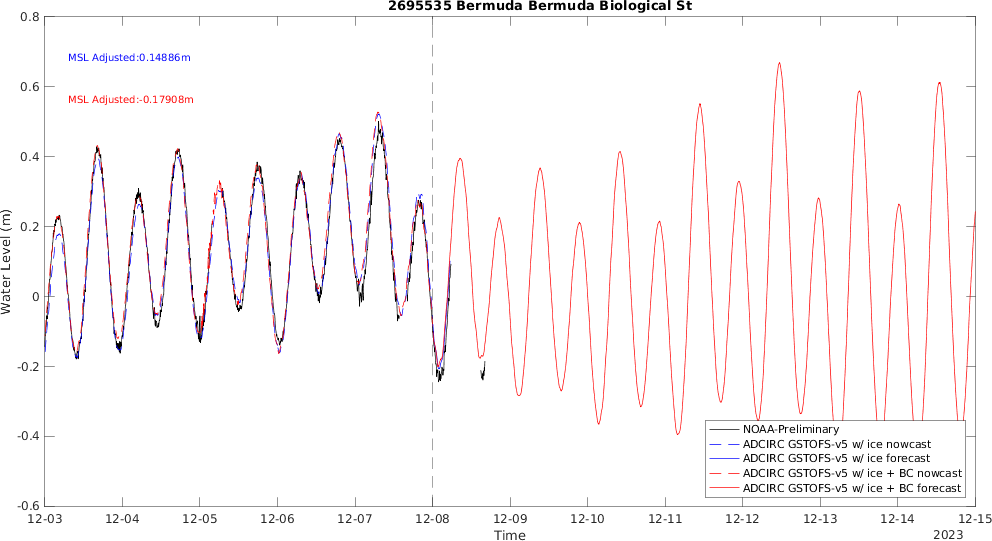 2695535 Bermuda Bermuda Biological St
MSL Adjusted:0.14886m
MSL Adjusted:-0.17908m
Water Level (m)
0.8
0.6
0.4
0.2
0
-0.2
-0.4
-0.6
NOAA-Preliminary
ADCIRC GSTOFS-v5 w/ ice nowcast
ADCIRC GSTOFS-v5 w/ ice forecast
ADCIRC GSTOFS-v5 w/ ice + BC nowcast
ADCIRC GSTOFS-v5 w/ ice + BC forecast
12-03 12-04 12-05 12-06 12-07 12-08 12-09 12-10 12-11 12-12 12-13 12-14 12-15
Time
2023